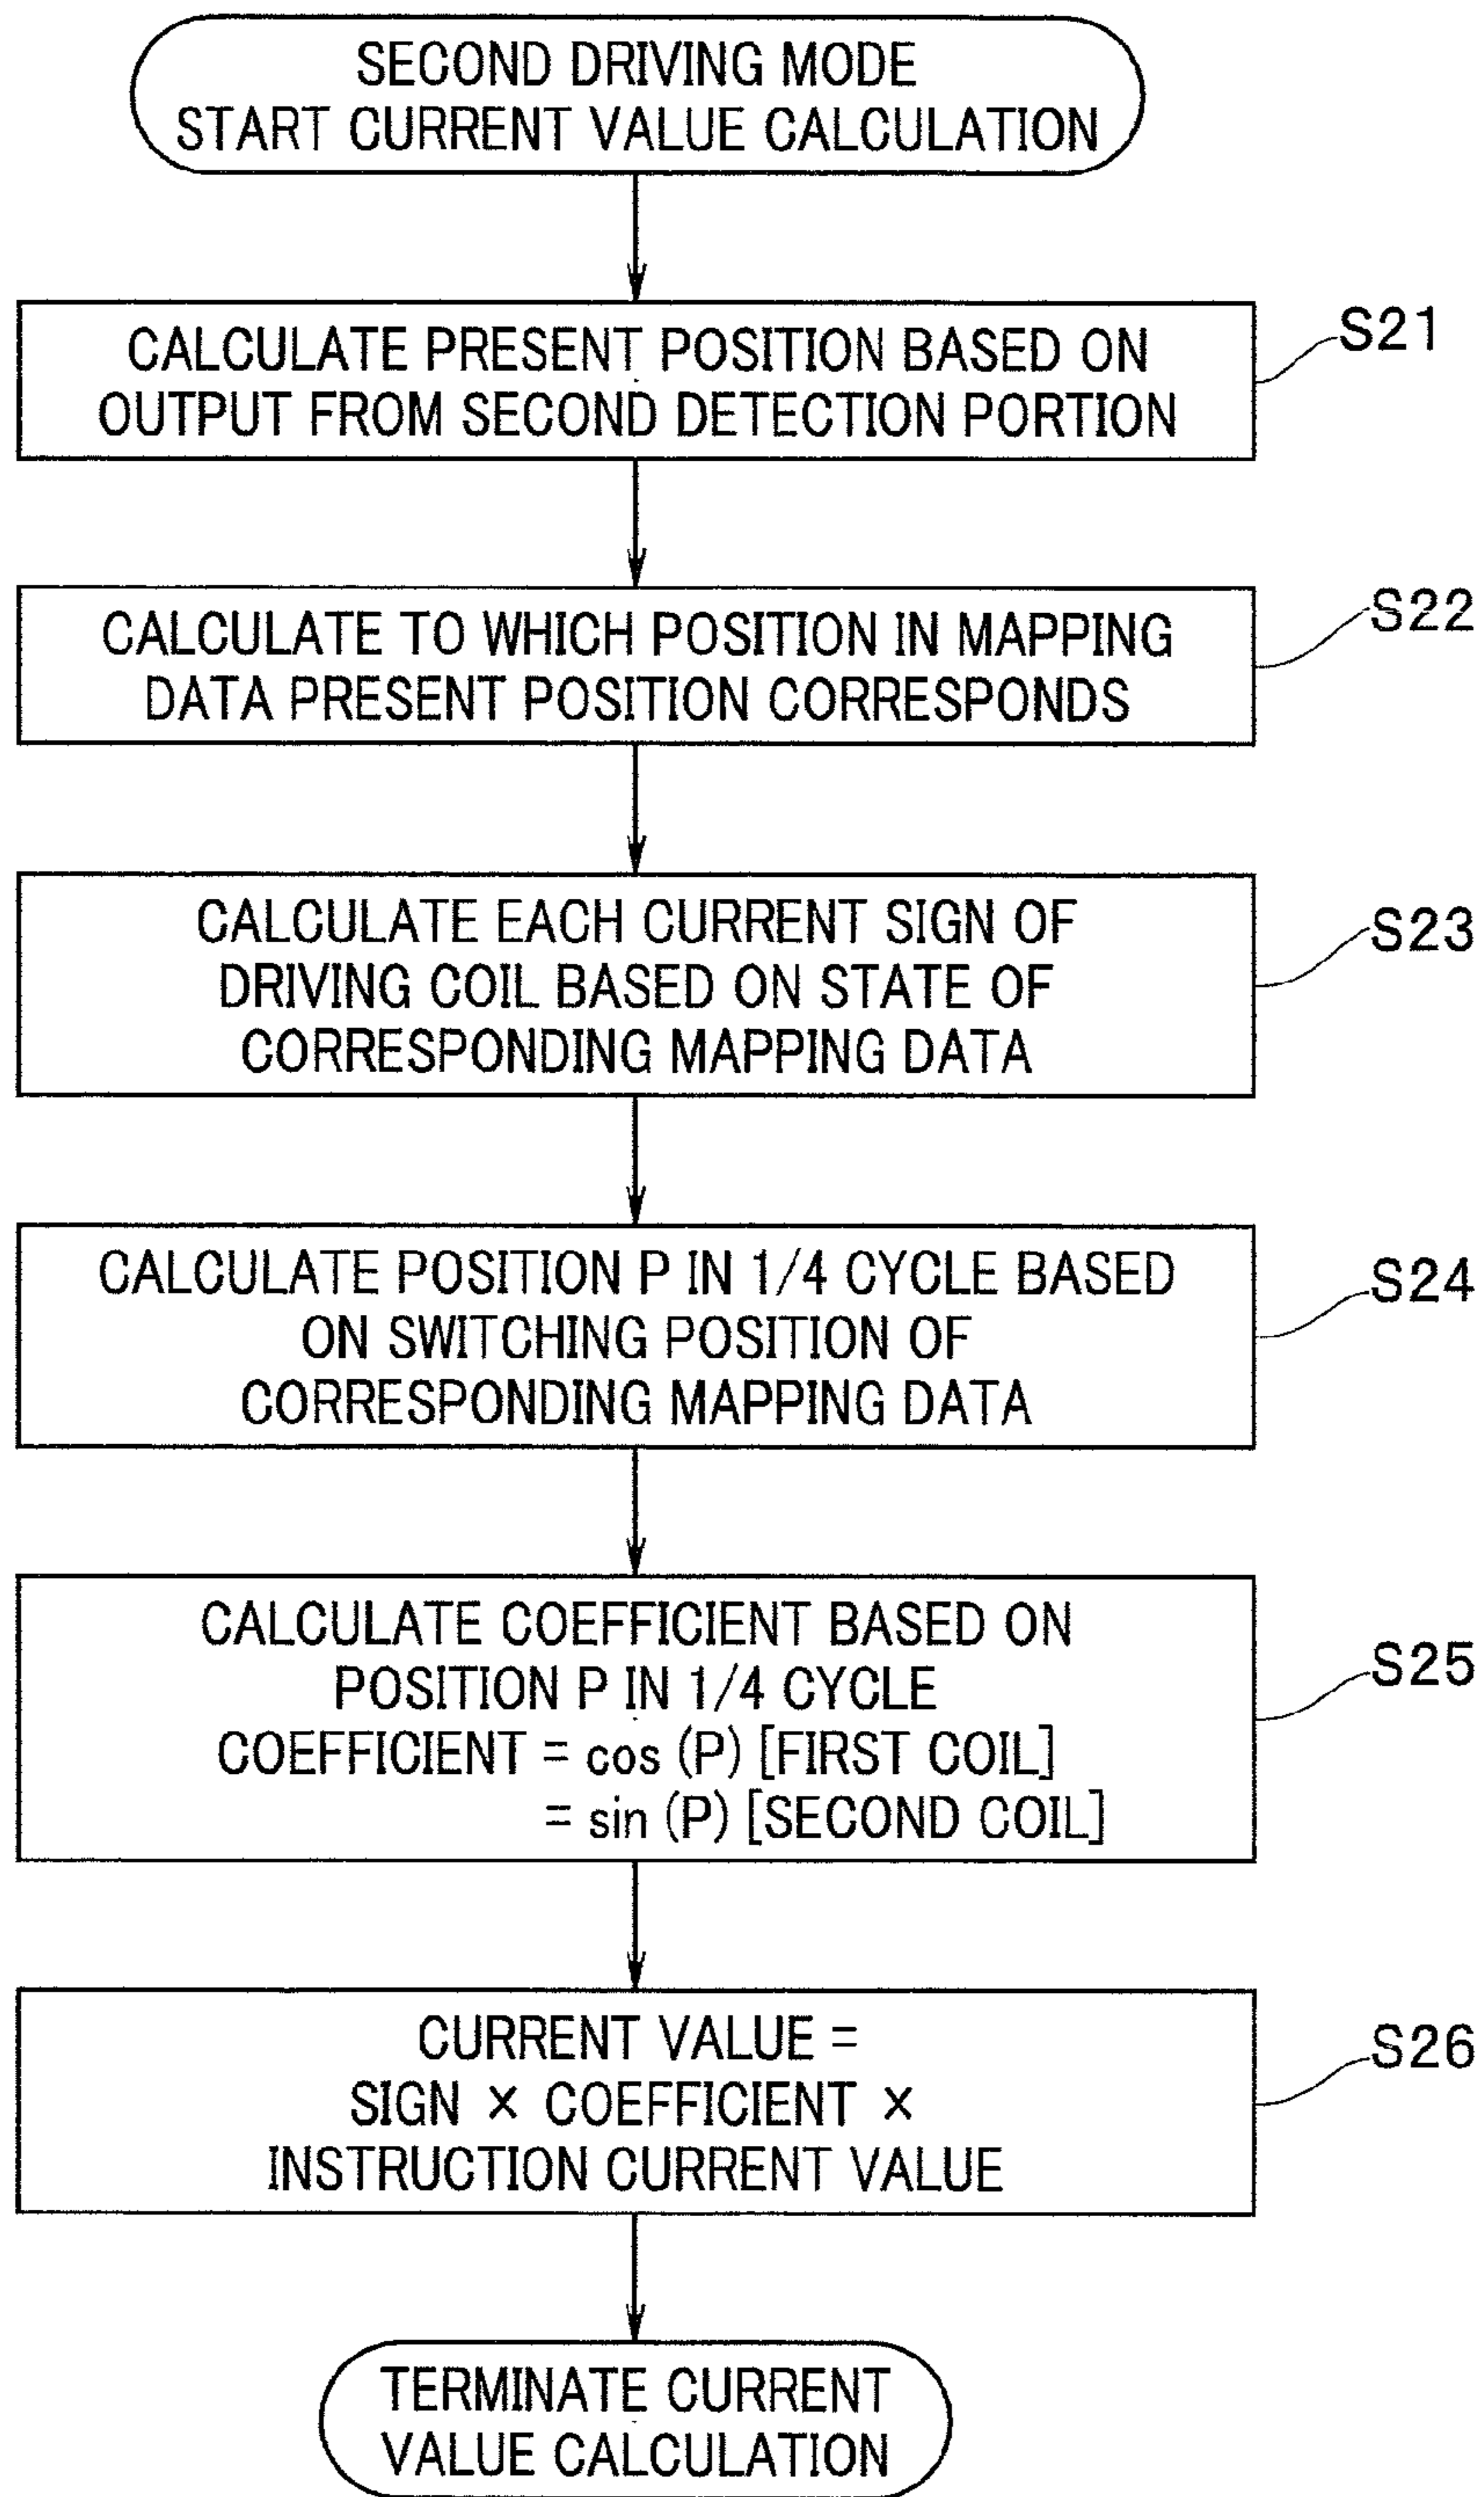 SECOND DRIVING MODE
START CURRENT VALUE CALCULATION
CALCULATE PRESENT POSITION BASED ON
OUTPUT FROM SECOND DETECTION PORTION
S21
CALCULATE TO WHICH POSITION IN MAPPING
DATA PRESENT POSITION CORRESPONDS
S22
CALCULATE EACH CURRENT SIGN OF
DRIVING COIL BASED ON STATE OF
CORRESPONDING MAPPING DATA
S23
CALCULATE POSITION P IN 1/4 CYCLE BASED
ON SWITCHING POSITION OF
CORRESPONDING MAPPING DATA
S24
CALCULATE COEFFICIENT BASED ON
POSITION P IN 1/4 CYCLE
COEFFICIENT = cos (P) [FIRST COIL]
= sin (P) [SECOND COIL]
S25
CURRENT VALUE =
SIGN × COEFFICIENT ×
INSTRUCTION CURRENT VALUE
S26
TERMINATE CURRENT
VALUE CALCULATION